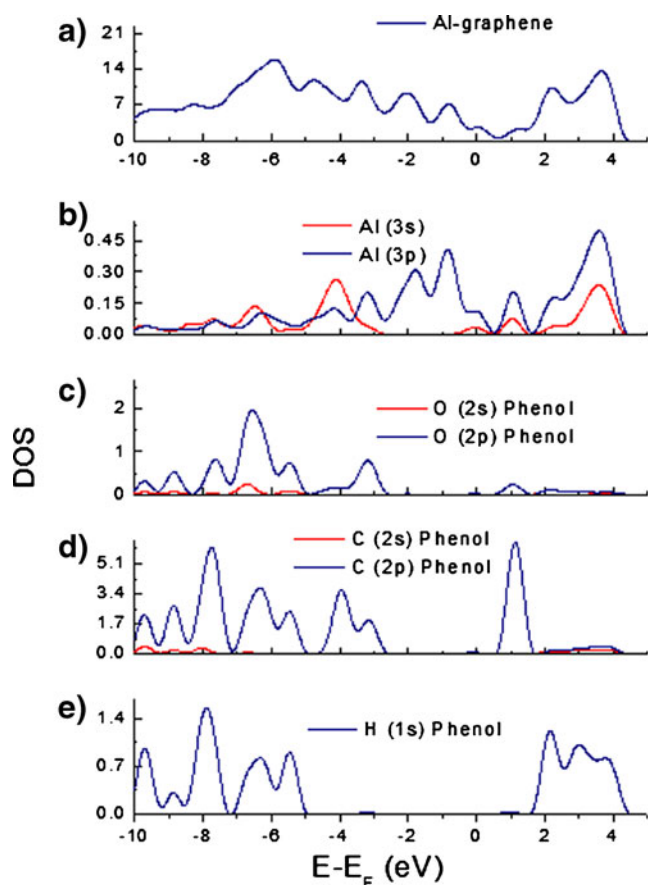 a)
Al-graphene
21
14
7
0
-10 -8 -6 -4 -2 0 2 4
b)
Al (3s)
Al (3p)
0.45
0.30
0.15
0.00
c)
O (2s) Phenol
O (2p) Phenol
2
1
0
DOS
d)
C (2s) Phenol
C (2p) Phenol
5.1
3.4
1.7
0.0
e)
H (1s) Phenol
1.4
0.7
0.0
-10 -8 -6 -4 -2 0 2 4
E-E_F (eV)